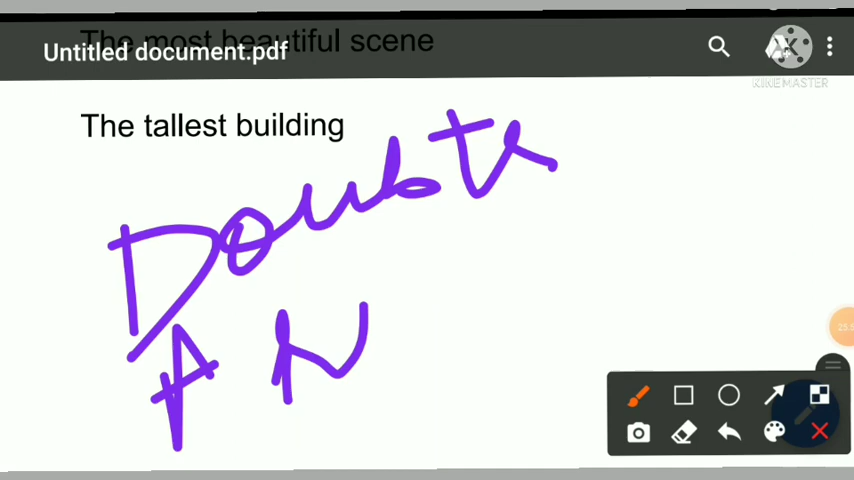 The most beautiful scene
Untitled document.pdf
KINEMASTER
The tallest building
Doubts
A N